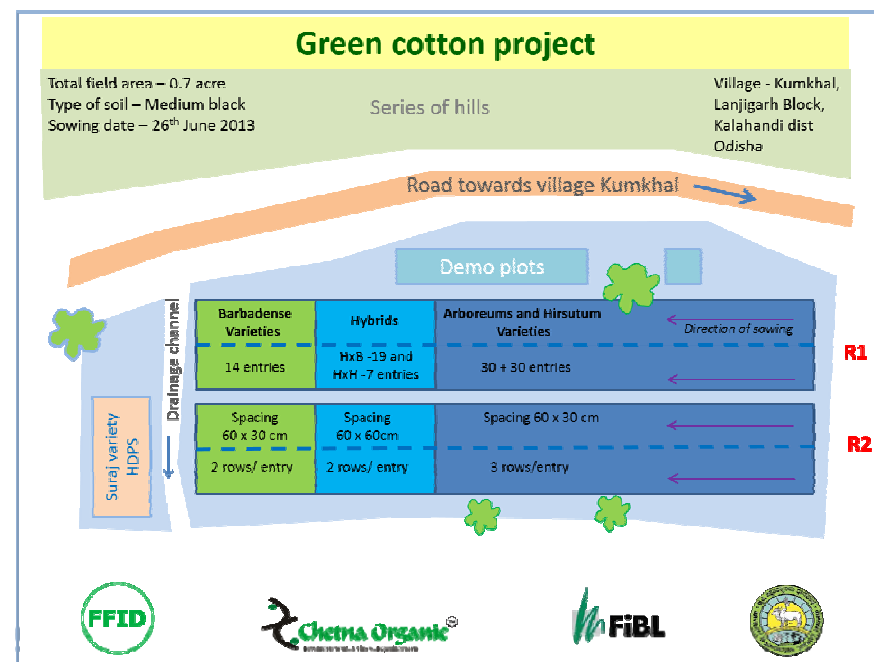 Green cotton project
Total field area – 0.7 acre
Type of soil – Medium black
Sowing date – 26th June 2013
Series of hills
Village - Kumkhal,
Lanjigarh Block,
Kalahandi dist
Odisha
Road towards village Kumkhal
Demo plots
Drainage channel
Barbadense
Varieties
Hybrids
Arboreums and Hirsutum
Varieties
Direction of sowing
R1
14 entries
HxB -19 and
HxH -7 entries
30 + 30 entries
Spacing
60 x 30 cm
Spacing
60 x 60cm
Spacing 60 x 30 cm
R2
2 rows/ entry
2 rows/ entry
3 rows/entry
Suraj variety
HDPS
FFID
Chetna Organic
FiBL